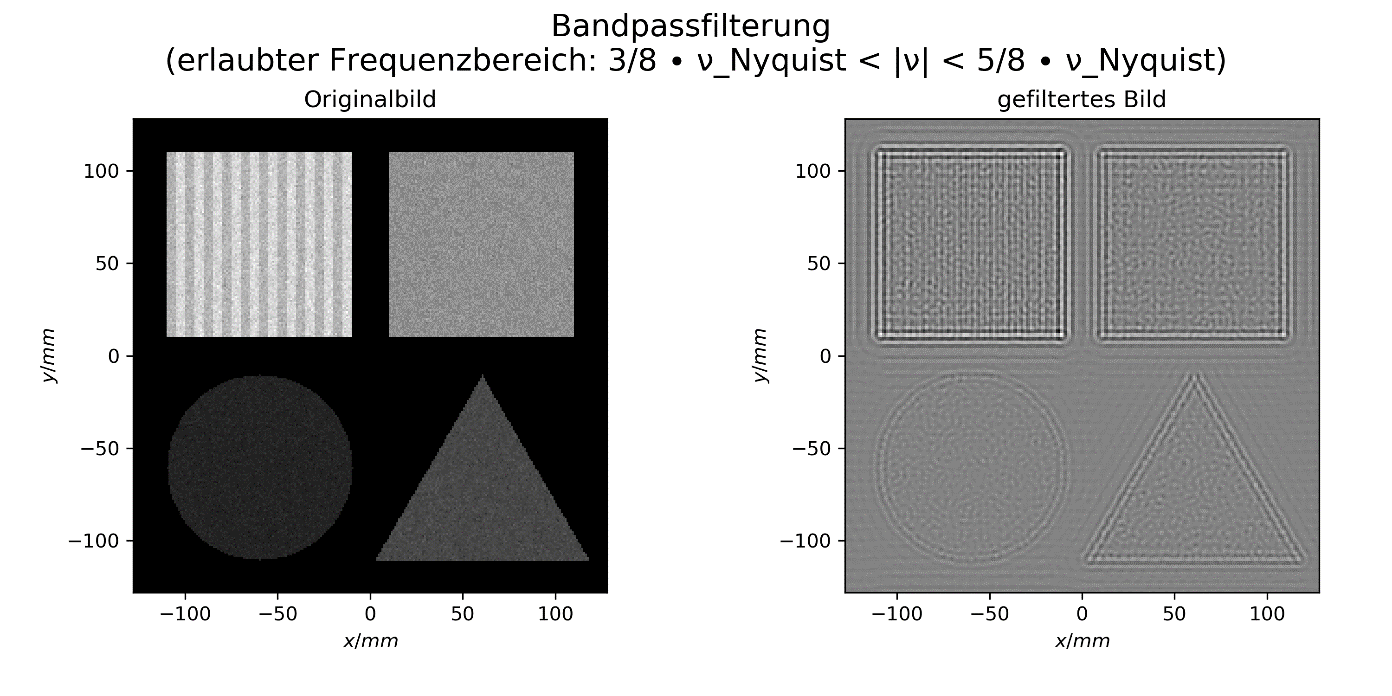 Bandpassfilterung
(erlaubter Frequenzbereich: 3/8 • ν_Nyquist < |ν| < 5/8 • ν_Nyquist)
Originalbild
100
50
0
−50
−100
y/mm
−100 −50 0 50 100
x/mm
gefiltertes Bild
100
50
0
−50
−100
y/mm
−100 −50 0 50 100
x/mm